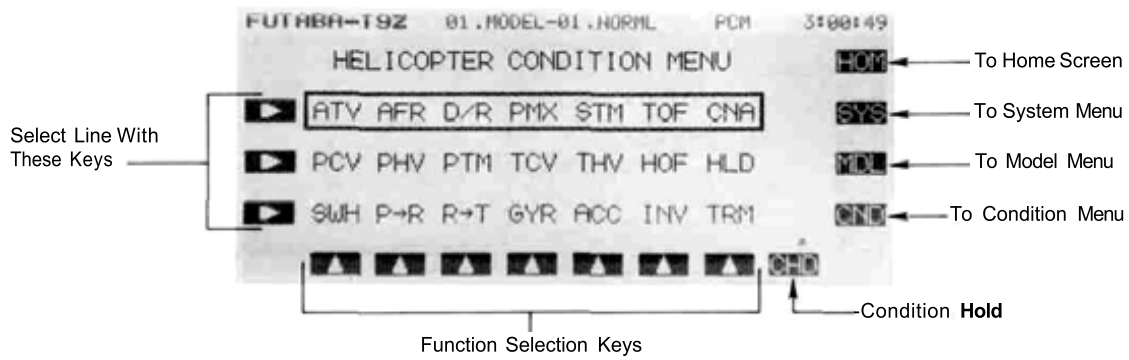 FUTABA-T9Z 01.MODEL-01.NORML PCM 3:00:49
HELICOPTER CONDITION MENU
HOM
To Home Screen
ATV AFR D/R PMX STM TOF CNA
SYS
To System Menu
Select Line With
These Keys
PCV PHV PTM TCV THV HOF HLD
MDL
To Model Menu
SWH P→R R→T GYR ACC INV TRM
CND
To Condition Menu
CHD
Condition Hold
Function Selection Keys